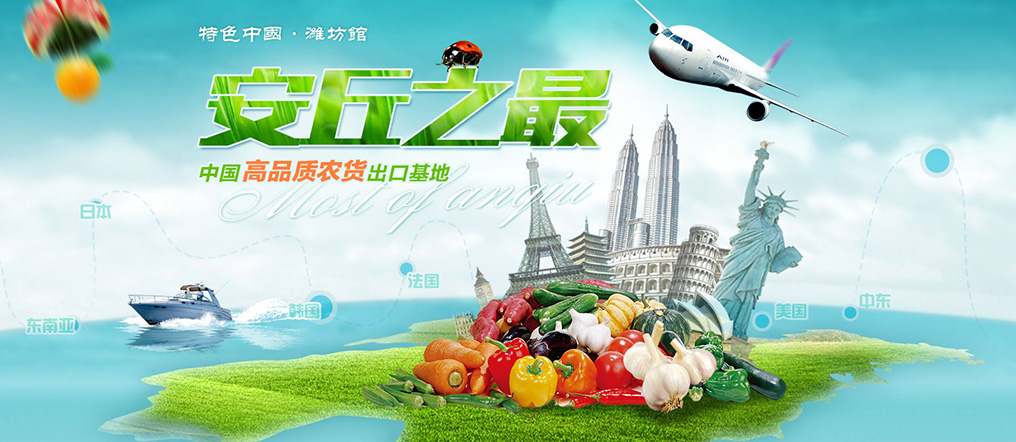 特色中國·濰坊館
安丘之最
中国高品质农货出口基地
Most of anqiu
日本
东南亚
韩国
法国
美国
中东
AIR